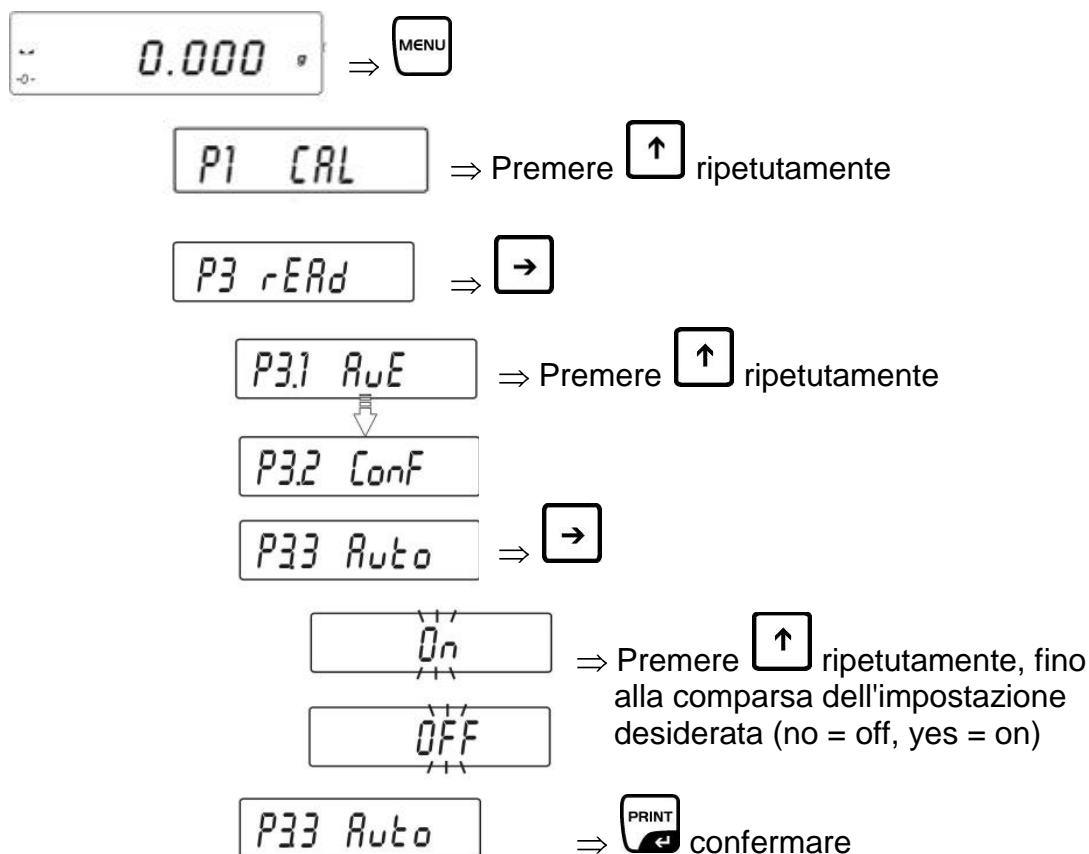 0.000 g ⇒ MENU
-0-
P1 CAL ⇒ Premere ↑ ripetutamente
P3 rEAd ⇒ →
P3.1 AvE ⇒ Premere ↑ ripetutamente
P3.2 ConF
P3.3 Auto ⇒ →
On ⇒ Premere ↑ ripetutamente, fino
alla comparsa dell'impostazione
OFF desiderata (no = off, yes = on)
P3.3 Auto ⇒ PRINT confermare